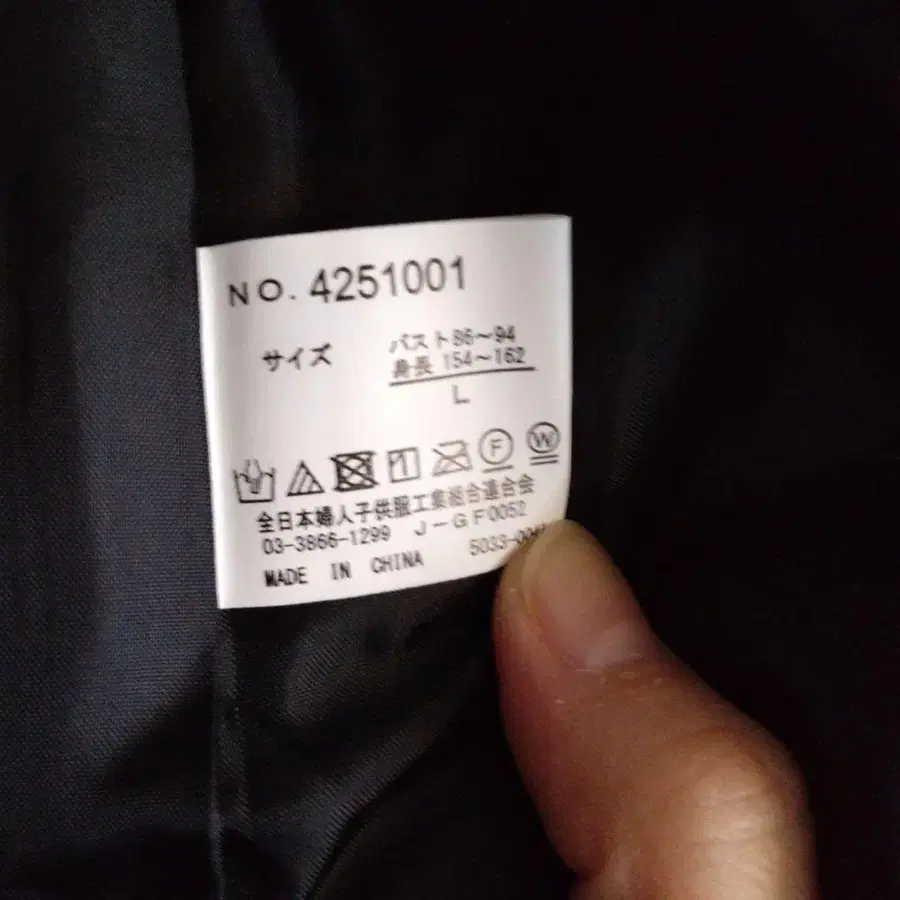 NO. 4251001
サイズ
バスト86〜94
身長 154〜162
L
F W
全日本婦人子供服工業組合連合会
03-3866-1299 J-GF0052
MADE IN CHINA